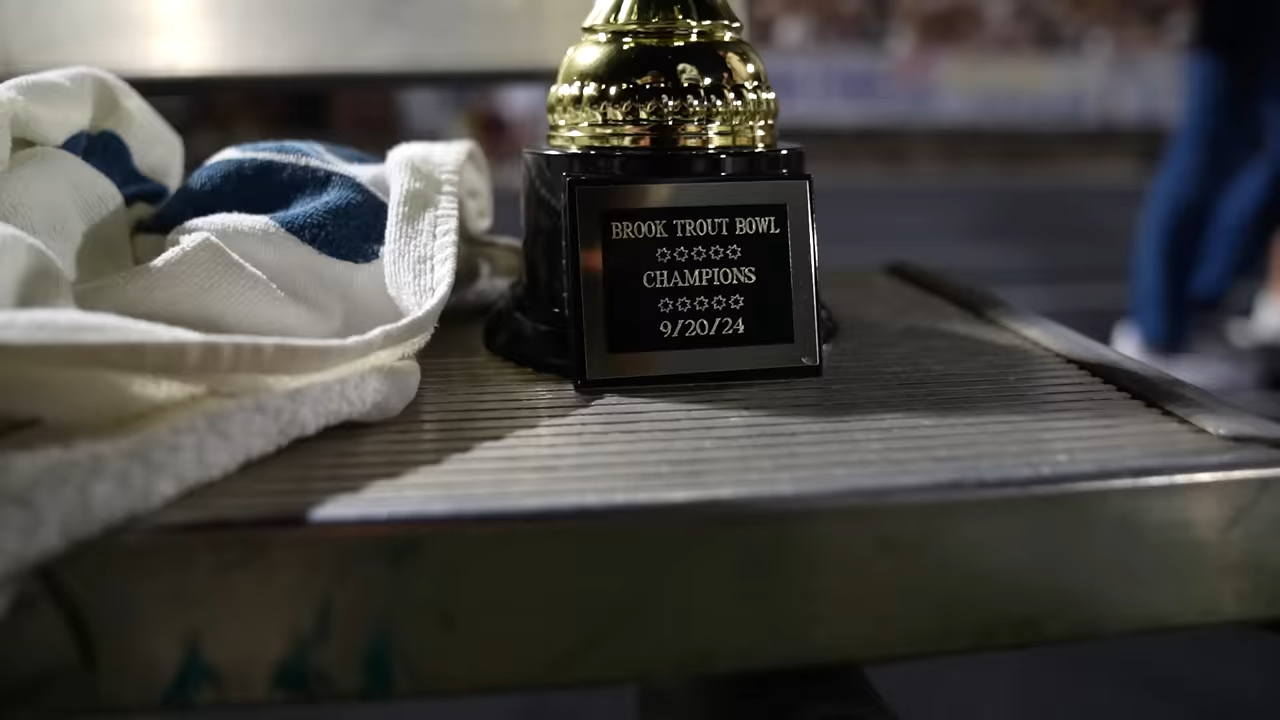 BROOK TROUT BOWL
✡✡✡✡✡
CHAMPIONS
✡✡✡✡✡
9/20/24